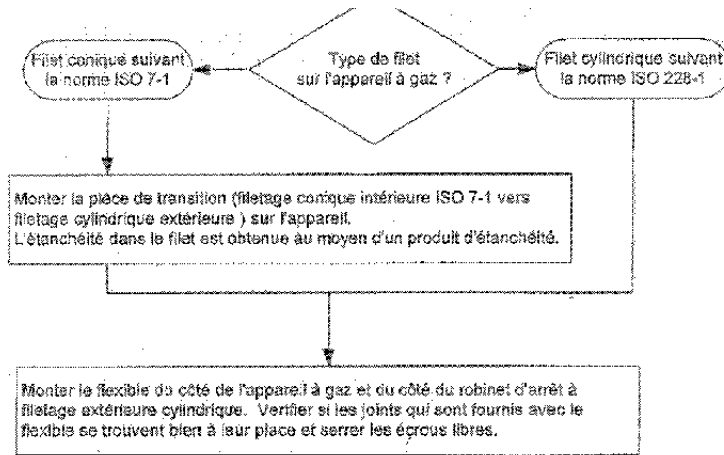 Filet conique suivant
la norme ISO 7-1
Type de filet
sur l'appareil à gaz ?
Filet cylindrique suivant
la norme ISO 228-1
Monter la pièce de transition (filetage conique intérieure ISO 7-1 vers
filetage cylindrique extérieure ) sur l'appareil.
L'étanchéité dans le filet est obtenue au moyen d'un produit d'étanchéité.
Monter le flexible du côté de l'appareil à gaz et du côté du robinet d'arrêt à
filetage extérieure cylindrique. Verifier si les joints qui sont fournis avec le
flexible se trouvent bien à leur place et serrer les écrous libres.